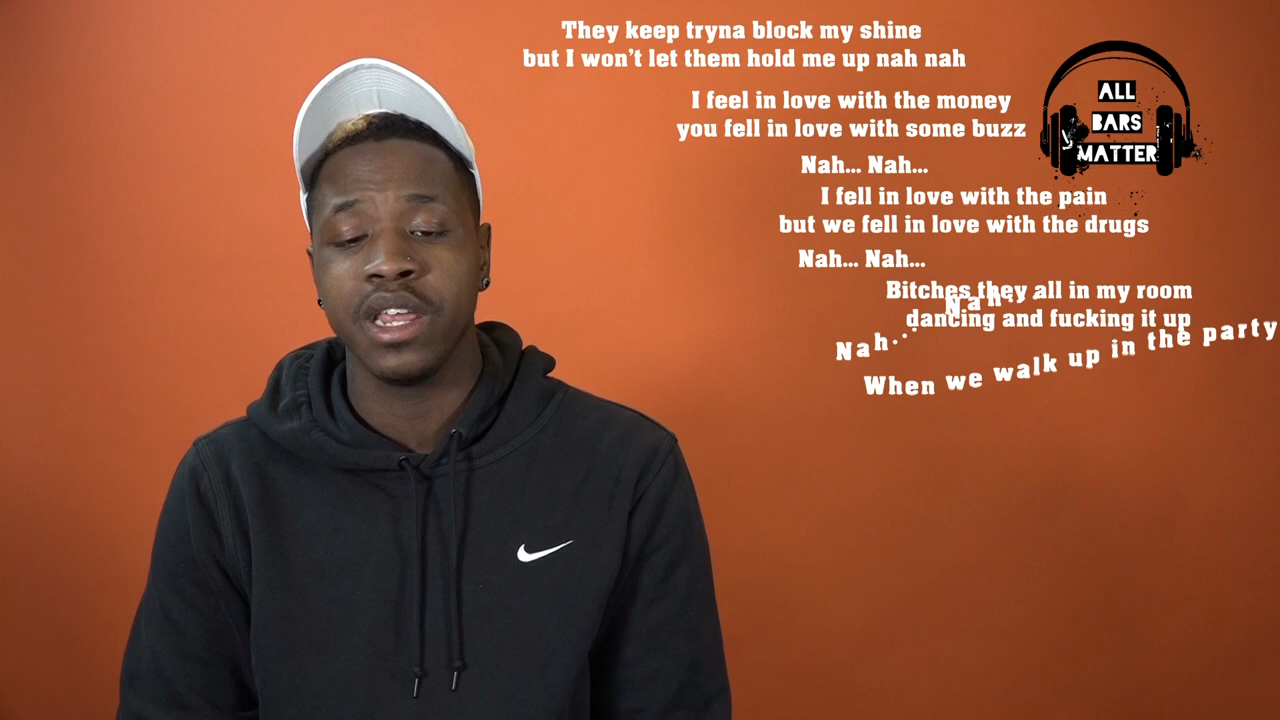 They keep tryna block my shine
but I won't let them hold me up nah nah
I feel in love with the money
you fell in love with some buzz
Nah... Nah...
I fell in love with the pain
but we fell in love with the drugs
Nah... Nah...
Bitches they all in my room
dancing and fucking it up
Nah... Nah...
When we walk up in the party
ALL
BARS
MATTER